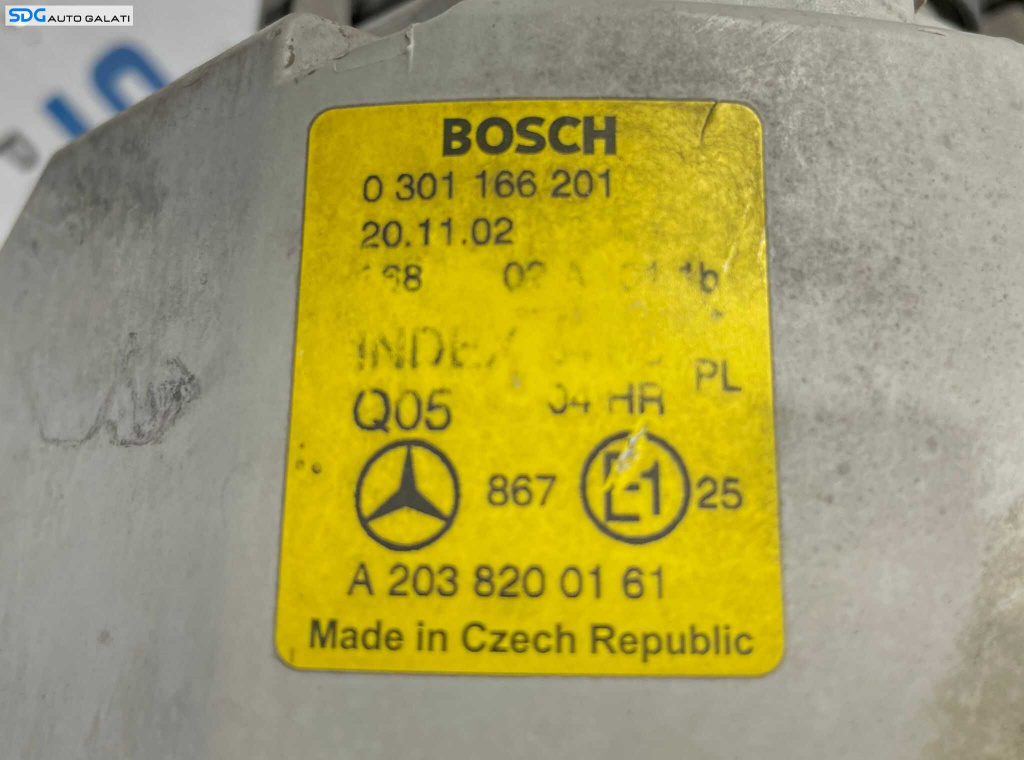 SDG AUTO GALATI
BOSCH
0 301 166 201
20.11.02
INDEX
Q05
04 HR PL
867 E1 25
A 203 820 01 61
Made in Czech Republic